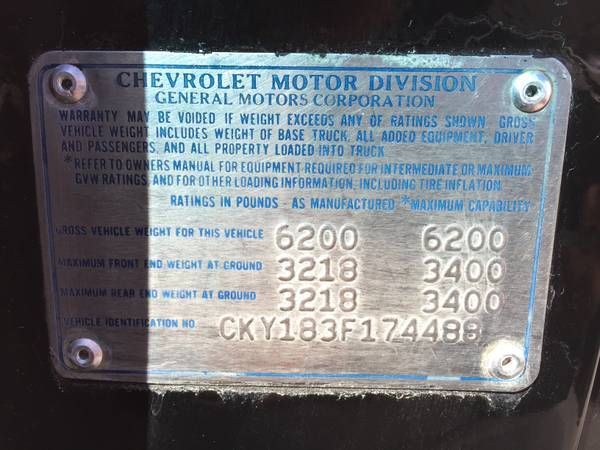 CHEVROLET MOTOR DIVISION
GENERAL MOTORS CORPORATION
WARRANTY MAY BE VOIDED IF WEIGHT EXCEEDS ANY OF RATINGS SHOWN. GROSS
VEHICLE WEIGHT INCLUDES WEIGHT OF BASE TRUCK, ALL ADDED EQUIPMENT, DRIVER
AND PASSENGERS, AND ALL PROPERTY LOADED INTO TRUCK
*REFER TO OWNERS MANUAL FOR EQUIPMENT REQUIRED FOR INTERMEDIATE OR MAXIMUM
GVW RATINGS, AND FOR OTHER LOADING INFORMATION, INCLUDING TIRE INFLATION.
RATINGS IN POUNDS - AS MANUFACTURED *MAXIMUM CAPABILITY
GROSS VEHICLE WEIGHT FOR THIS VEHICLE 6200 6200
MAXIMUM FRONT END WEIGHT AT GROUND 3218 3400
MAXIMUM REAR END WEIGHT AT GROUND 3218 3400
VEHICLE IDENTIFICATION NO. CKY183F174488